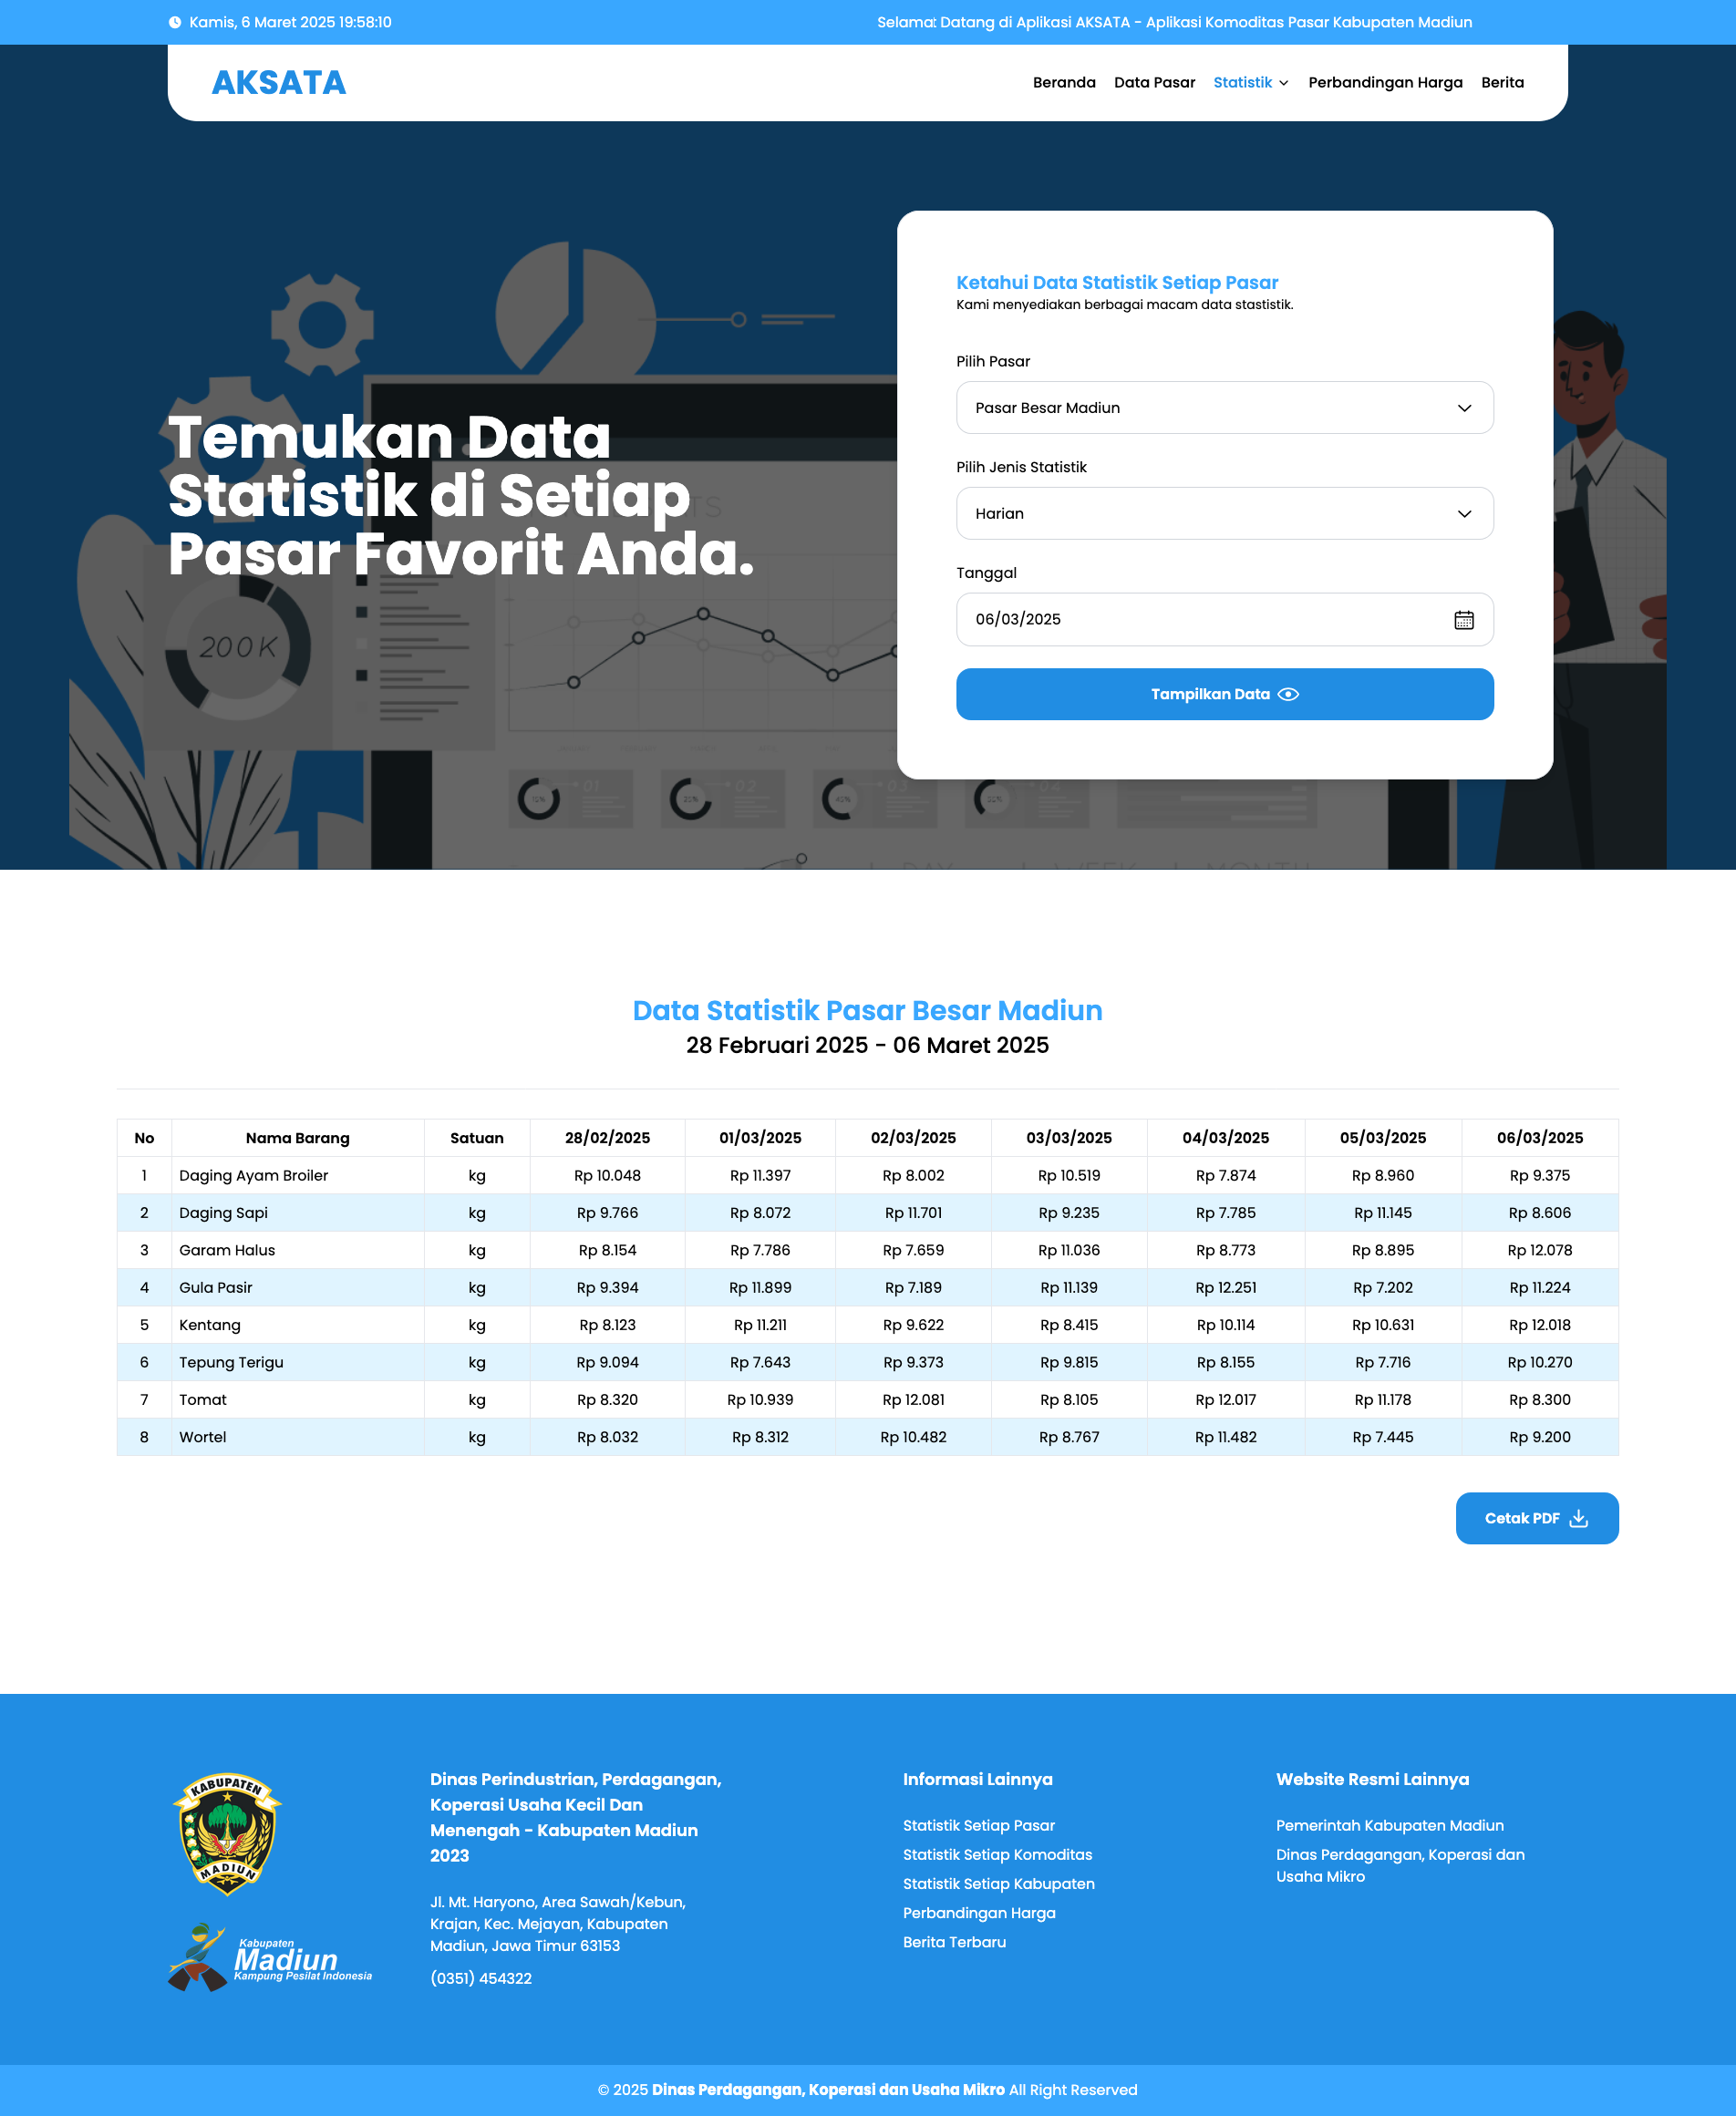 Kamis, 6 Maret 2025 19:58:10
Selamat Datang di Aplikasi AKSATA - Aplikasi Komoditas Pasar Kabupaten Madiun
AKSATA
Beranda Data Pasar Statistik Perbandingan Harga Berita
Temukan Data
Statistik di Setiap
Pasar Favorit Anda.
200K
01 02 03 04
DAY WEEK MONTH
Ketahui Data Statistik Setiap Pasar
Kami menyediakan berbagai macam data stastistik.
Pilih Pasar
Pasar Besar Madiun
Pilih Jenis Statistik
Harian
Tanggal
06/03/2025
Tampilkan Data
Data Statistik Pasar Besar Madiun
28 Februari 2025 - 06 Maret 2025
No Nama Barang Satuan 28/02/2025 01/03/2025 02/03/2025 03/03/2025 04/03/2025 05/03/2025 06/03/2025
1 Daging Ayam Broiler kg Rp 10.048 Rp 11.397 Rp 8.002 Rp 10.519 Rp 7.874 Rp 8.960 Rp 9.375
2 Daging Sapi kg Rp 9.766 Rp 8.072 Rp 11.701 Rp 9.235 Rp 7.785 Rp 11.145 Rp 8.606
3 Garam Halus kg Rp 8.154 Rp 7.786 Rp 7.659 Rp 11.036 Rp 8.773 Rp 8.895 Rp 12.078
4 Gula Pasir kg Rp 9.394 Rp 11.899 Rp 7.189 Rp 11.139 Rp 12.251 Rp 7.202 Rp 11.224
5 Kentang kg Rp 8.123 Rp 11.211 Rp 9.622 Rp 8.415 Rp 10.114 Rp 10.631 Rp 12.018
6 Tepung Terigu kg Rp 9.094 Rp 7.643 Rp 9.373 Rp 9.815 Rp 8.155 Rp 7.716 Rp 10.270
7 Tomat kg Rp 8.320 Rp 10.939 Rp 12.081 Rp 8.105 Rp 12.017 Rp 11.178 Rp 8.300
8 Wortel kg Rp 8.032 Rp 8.312 Rp 10.482 Rp 8.767 Rp 11.482 Rp 7.445 Rp 9.200
Cetak PDF
KABUPATEN
MADIUN
Kabupaten
Madiun
Kampung Pesilat Indonesia
Dinas Perindustrian, Perdagangan,
Koperasi Usaha Kecil Dan
Menengah - Kabupaten Madiun
2023
Jl. Mt. Haryono, Area Sawah/Kebun,
Krajan, Kec. Mejayan, Kabupaten
Madiun, Jawa Timur 63153
(0351) 454322
Informasi Lainnya
Statistik Setiap Pasar
Statistik Setiap Komoditas
Statistik Setiap Kabupaten
Perbandingan Harga
Berita Terbaru
Website Resmi Lainnya
Pemerintah Kabupaten Madiun
Dinas Perdagangan, Koperasi dan
Usaha Mikro
© 2025 Dinas Perdagangan, Koperasi dan Usaha Mikro All Right Reserved